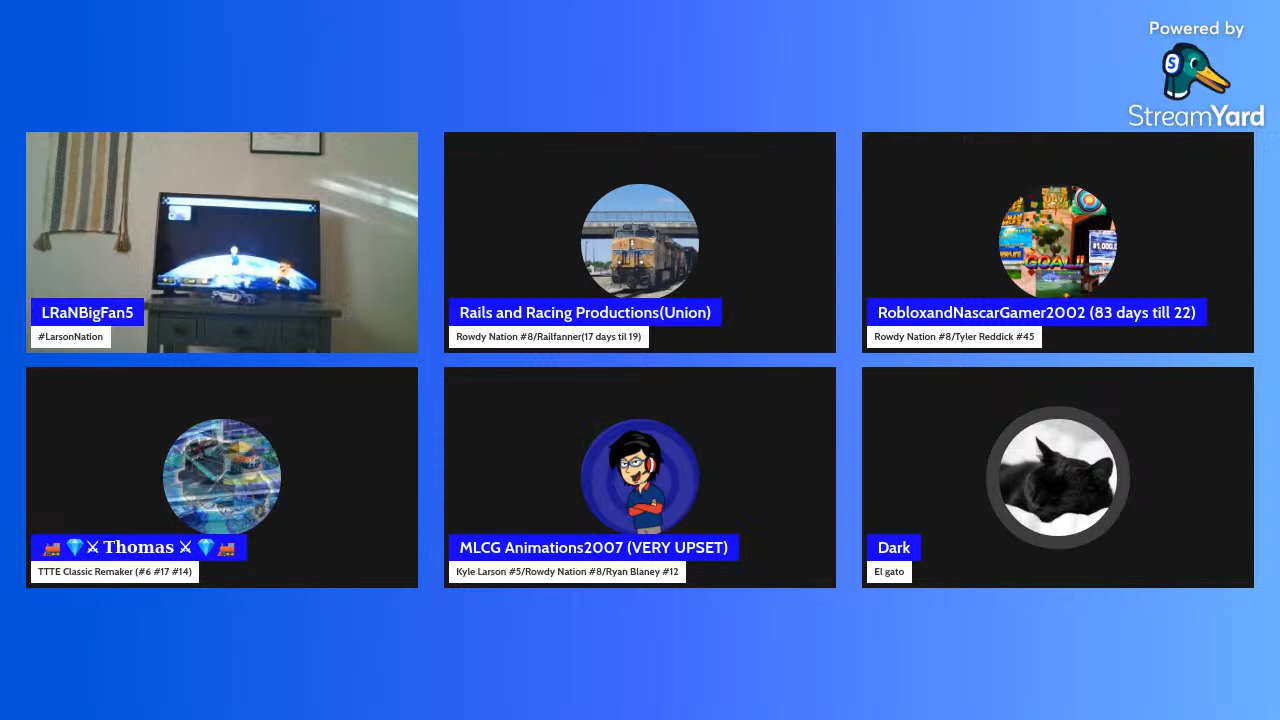 Powered by
StreamYard
LRaNBigFan5
#LarsonNation
Rails and Racing Productions(Union)
Rowdy Nation #8/Railfanner(17 days til 19)
GOAL!!
RobloxandNascarGamer2002 (83 days till 22)
Rowdy Nation #8/Tyler Reddick #45
🚂 💎⚔ Thomas ⚔ 💎🚂
TTTE Classic Remaker (#6 #17 #14)
MLCG Animations2007 (VERY UPSET)
Kyle Larson #5/Rowdy Nation #8/Ryan Blaney #12
Dark
El gato